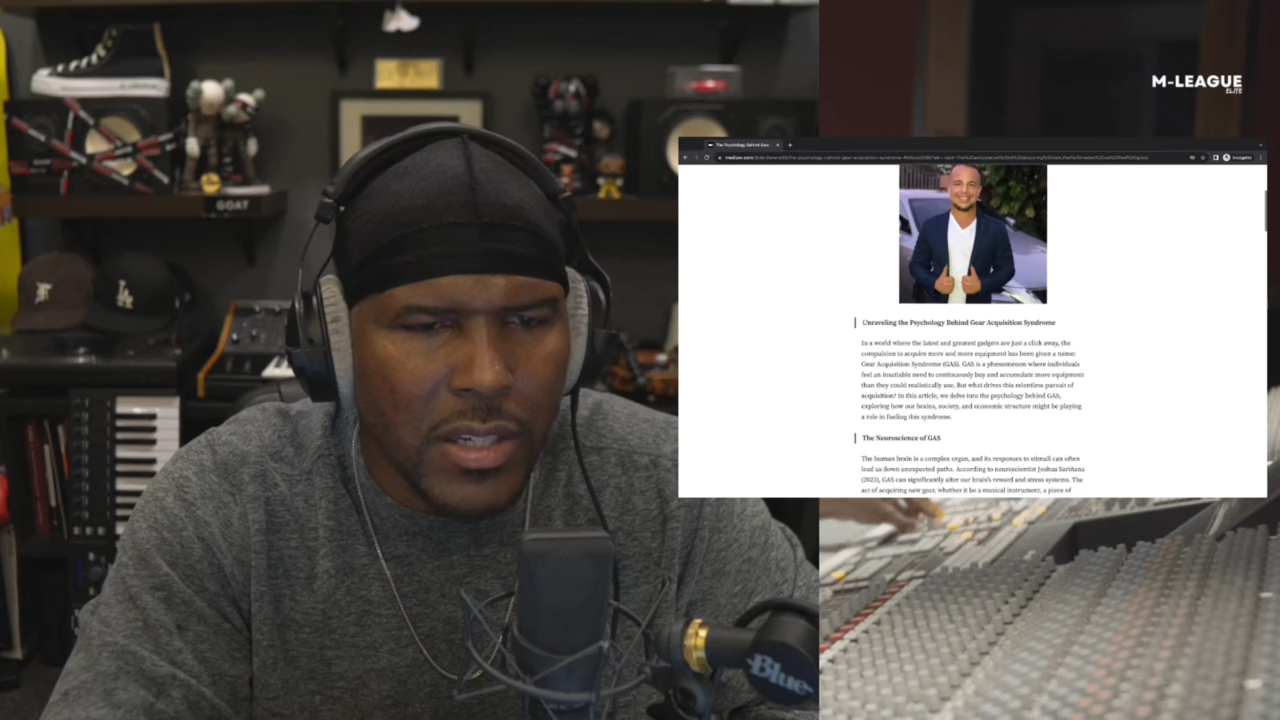 M-LEAGUE
ELITE
The Psychology Behind Gear
Incognito
GOAT
LA
Unraveling the Psychology Behind Gear Acquisition Syndrome
In a world where the latest and greatest gadgets are just a click away, the
compulsion to acquire more and more equipment has been given a name:
Gear Acquisition Syndrome (GAS). GAS is a phenomenon where individuals
feel an insatiable need to continuously buy and accumulate more equipment
than they could realistically use. But what drives this relentless pursuit of
acquisition? In this article, we delve into the psychology behind GAS,
exploring how our brains, society, and economic structure might be playing
a role in fueling this syndrome.
The Neuroscience of GAS
The human brain is a complex organ, and its responses to stimuli can often
lead us down unexpected paths. According to neuroscientist Joshua Sariñana
(2023), GAS can significantly alter our brain's reward and stress systems. The
act of acquiring new gear, whether it be a musical instrument, a piece of
Blue